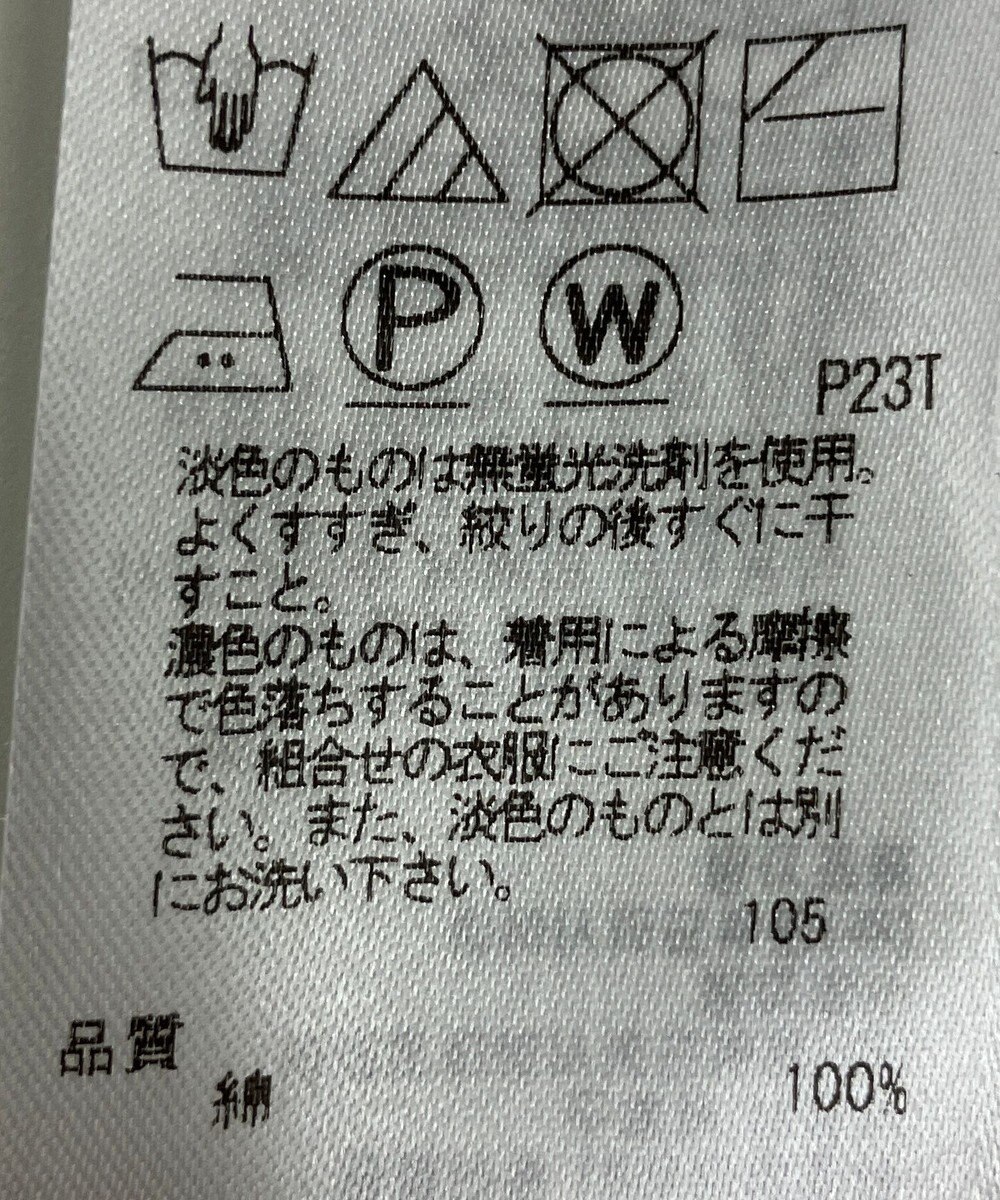 P
W
P23T
淡色のものは無蛍光洗剤を使用。
よくすすぎ、絞りの後すぐに干
すこと。
濃色のものは、着用による摩擦
で色落ちすることがありますの
で、組合せの衣服にご注意くだ
さい。また、淡色のものとは別
にお洗い下さい。
105
品質
綿 100%